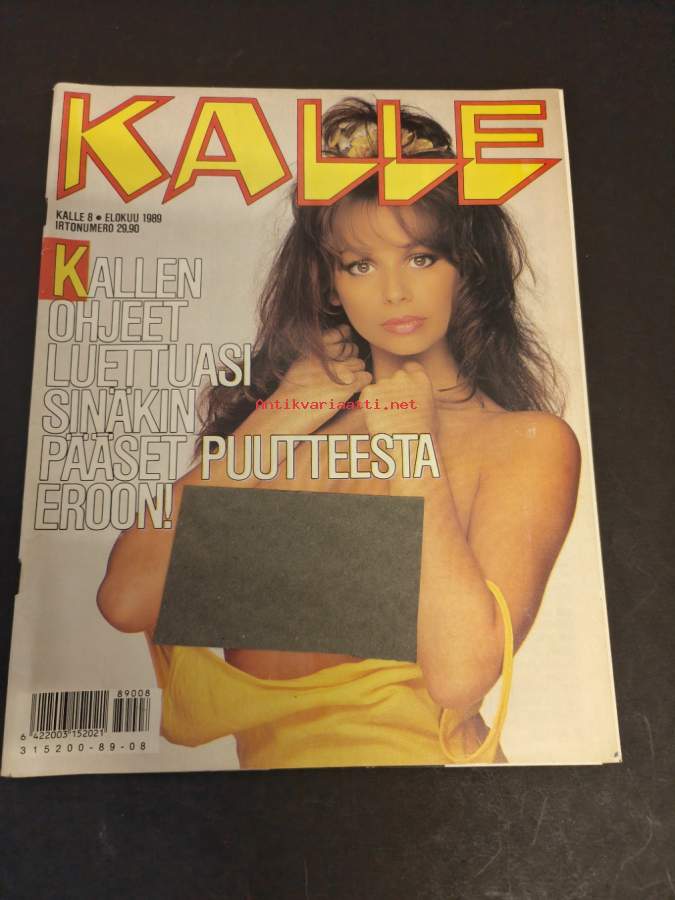 KALLE
KALLE 8 • ELOKUU 1989
IRTONUMERO 29,90
KALLEN
OHJEET
LUETTUASI
SINÄKIN
PÄÄSET PUUTTEESTA
EROON!
Antikvariaatti.net
89008
6 422003 152021
315200-89-08